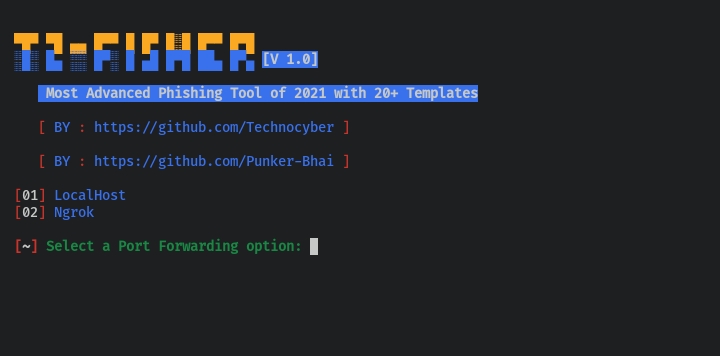 TB-FISHER [V 1.0]
Most Advanced Phishing Tool of 2021 with 20+ Templates
[ BY : https://github.com/Technocyber ]
[ BY : https://github.com/Punker-Bhai ]
[01] LocalHost
[02] Ngrok
[~] Select a Port Forwarding option: